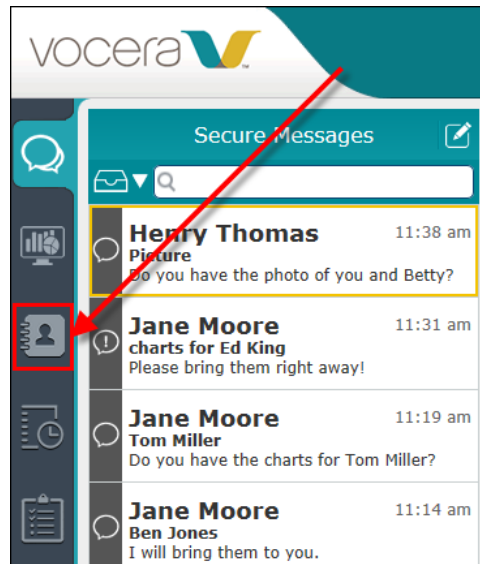 vocera
Secure Messages
Henry Thomas 11:38 am
Picture
Do you have the photo of you and Betty?
Jane Moore 11:31 am
charts for Ed King
Please bring them right away!
Jane Moore 11:19 am
Tom Miller
Do you have the charts for Tom Miller?
Jane Moore 11:14 am
Ben Jones
I will bring them to you.